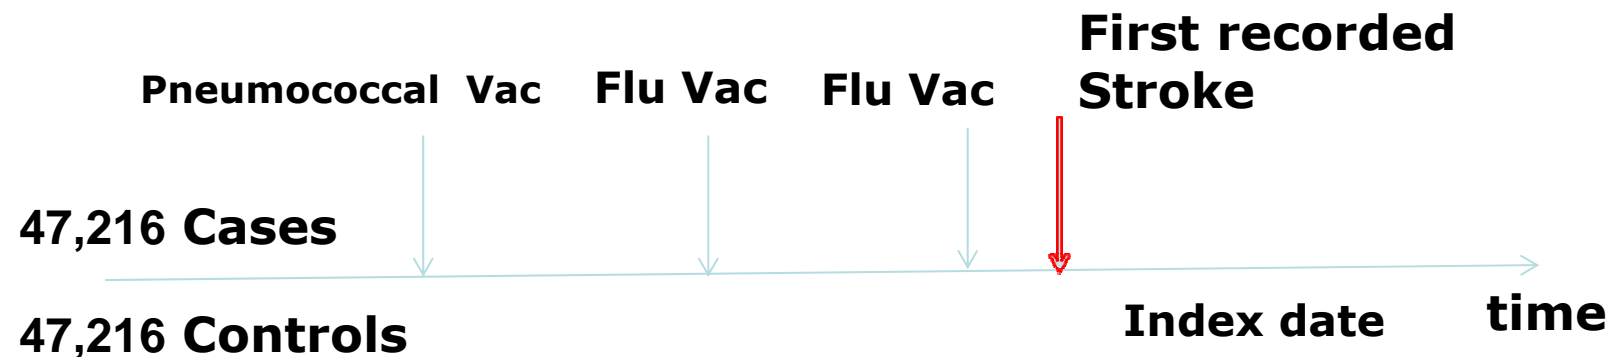 First recorded
Stroke
Pneumococcal Vac
Flu Vac
Flu Vac
47,216 Cases
47,216 Controls
Index date
time